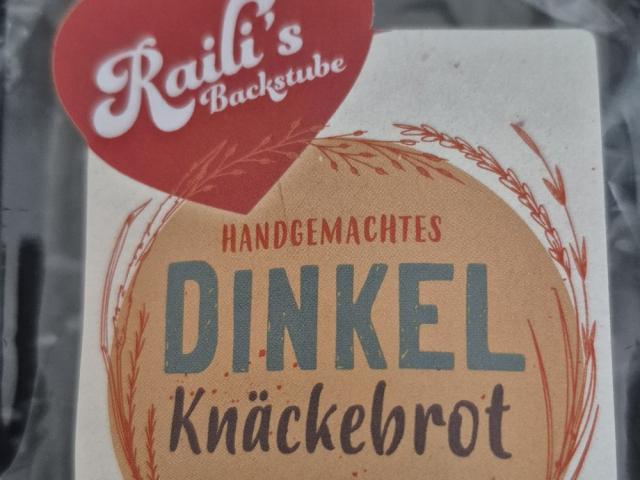 Raili's
Backstube
HANDGEMACHTES
DINKEL
Knäckebrot